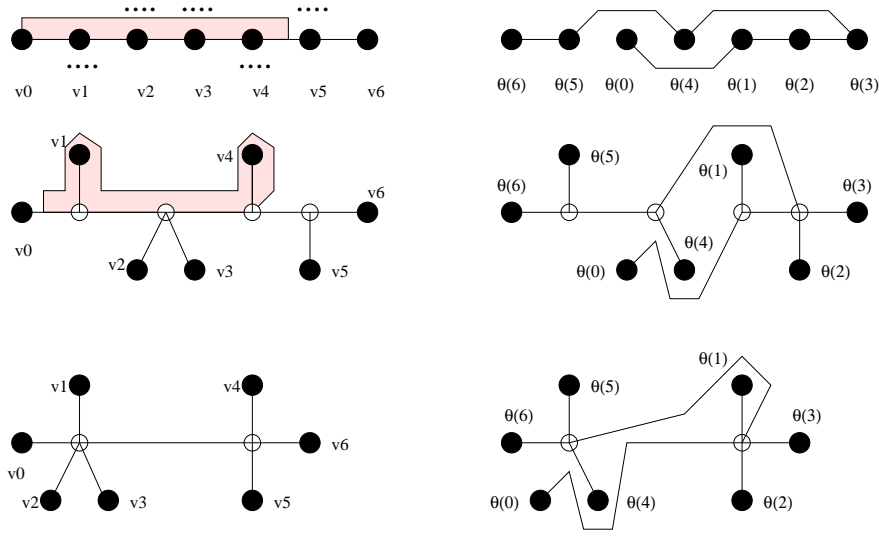 v0 v1 v2 v3 v4 v5 v6
θ(6) θ(5) θ(0) θ(4) θ(1) θ(2) θ(3)
v1 v4
v6
v0
v2 v3 v5
θ(5) θ(1)
θ(6) θ(3)
θ(4)
θ(0) θ(2)
v1 v4
v6
v0
v2 v3 v5
θ(1)
θ(5)
θ(6) θ(3)
θ(0) θ(4) θ(2)